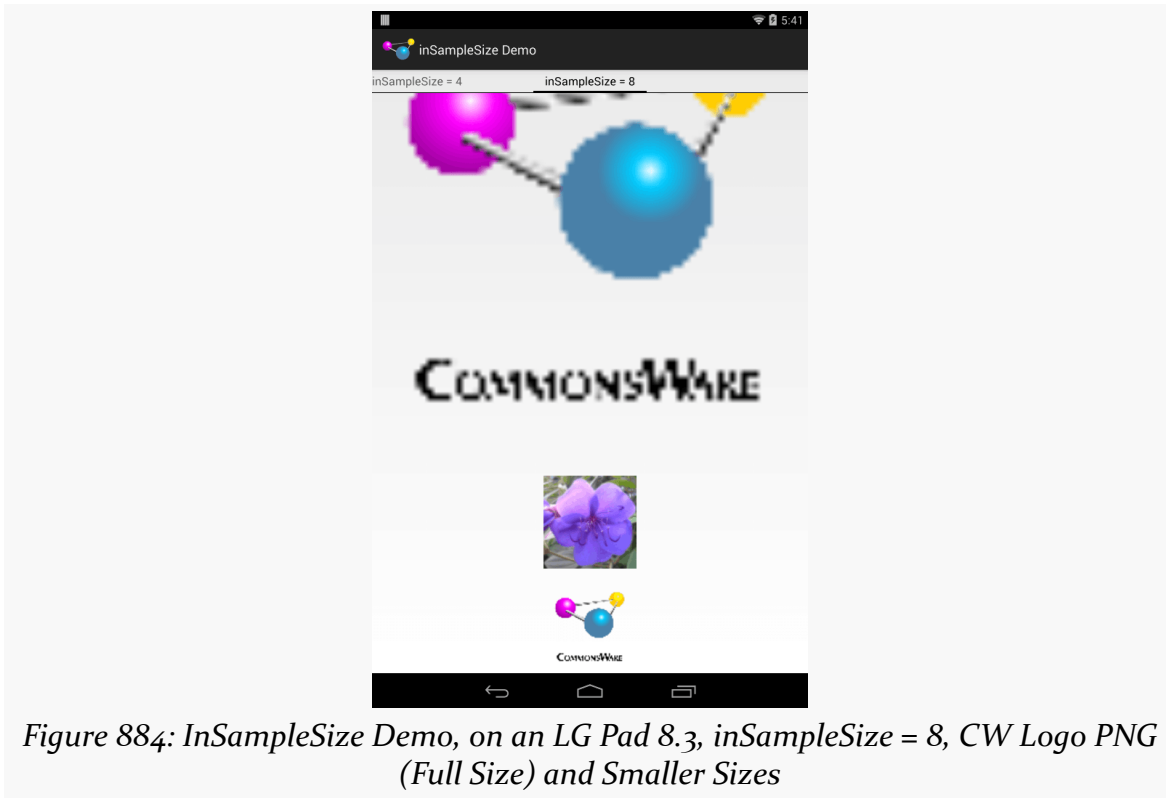 5:41
inSampleSize Demo
inSampleSize = 4 inSampleSize = 8
COMMONSWARE
COMMONSWARE
Figure 884: InSampleSize Demo, on an LG Pad 8.3, inSampleSize = 8, CW Logo PNG
(Full Size) and Smaller Sizes